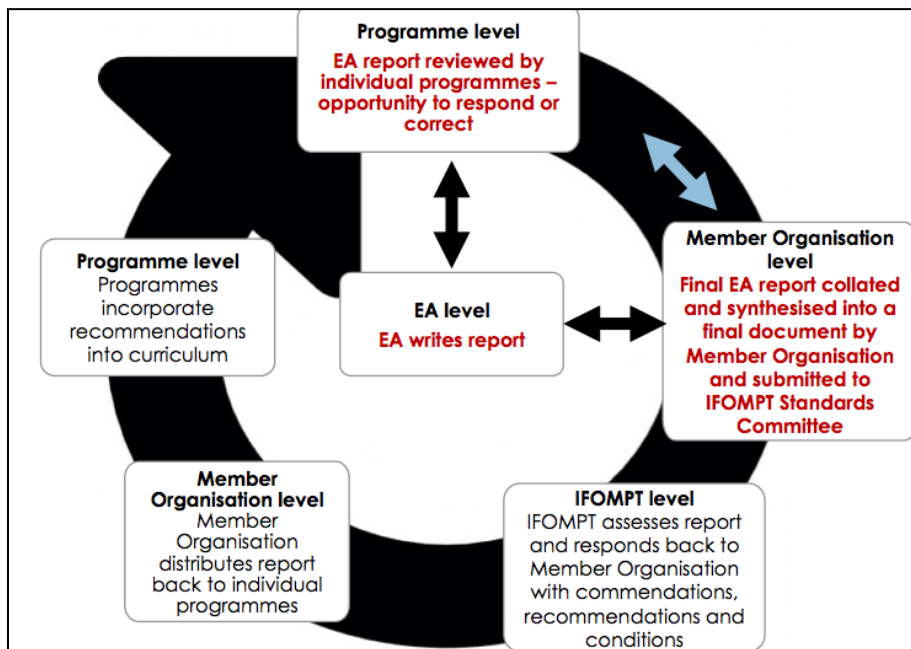 Programme level
EA report reviewed by
individual programmes –
opportunity to respond or
correct
Member Organisation
level
Final EA report collated
and synthesised into a
final document by
Member Organisation
and submitted to
IFOMPT Standards
Committee
EA level
EA writes report
Programme level
Programmes
incorporate
recommendations
into curriculum
Member
Organisation level
Member
Organisation
distributes report
back to individual
programmes
IFOMPT level
IFOMPT assesses report
and responds back to
Member Organisation
with commendations,
recommendations and
conditions